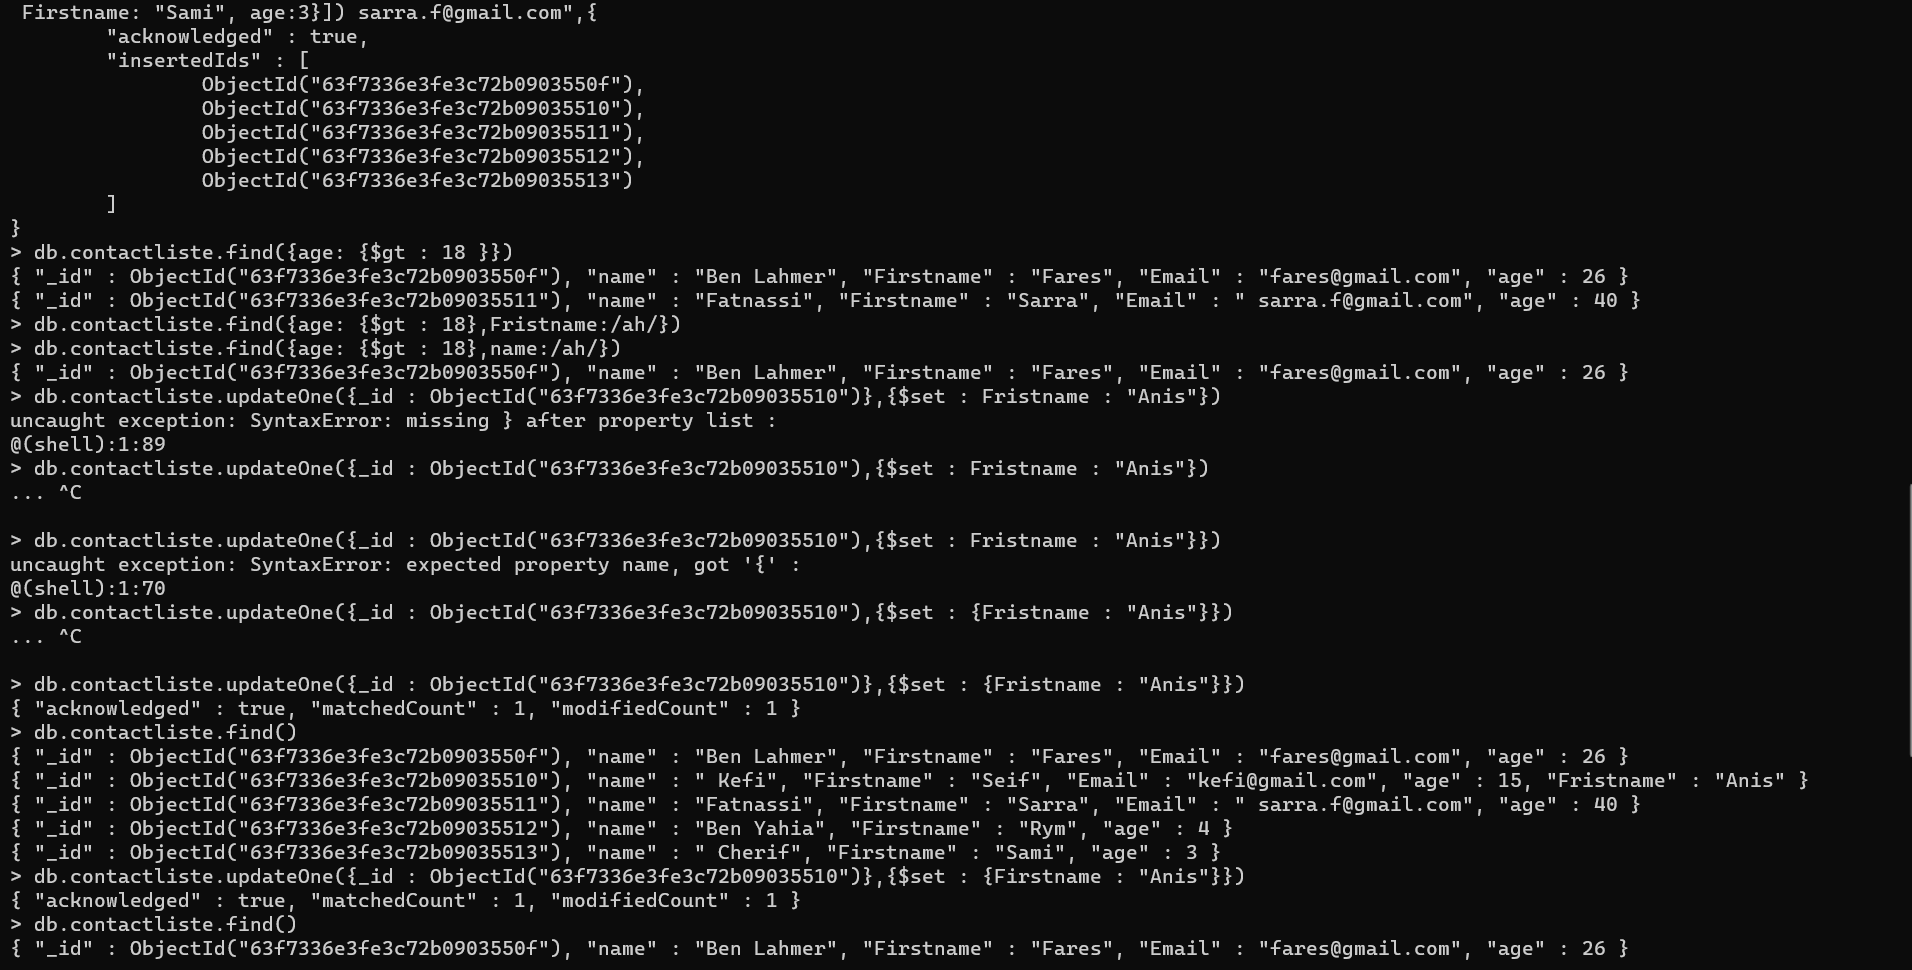 Firstname: "Sami", age:3}]) sarra.f@gmail.com",{
"acknowledged" : true,
"insertedIds" : [
ObjectId("63f7336e3fe3c72b0903550f"),
ObjectId("63f7336e3fe3c72b09035510"),
ObjectId("63f7336e3fe3c72b09035511"),
ObjectId("63f7336e3fe3c72b09035512"),
ObjectId("63f7336e3fe3c72b09035513")
]
}
> db.contactliste.find({age: {$gt : 18 }})
{ "_id" : ObjectId("63f7336e3fe3c72b0903550f"), "name" : "Ben Lahmer", "Firstname" : "Fares", "Email" : "fares@gmail.com", "age" : 26 }
{ "_id" : ObjectId("63f7336e3fe3c72b09035511"), "name" : "Fatnassi", "Firstname" : "Sarra", "Email" : " sarra.f@gmail.com", "age" : 40 }
> db.contactliste.find({age: {$gt : 18},Fristname:/ah/})
> db.contactliste.find({age: {$gt : 18},name:/ah/})
{ "_id" : ObjectId("63f7336e3fe3c72b0903550f"), "name" : "Ben Lahmer", "Firstname" : "Fares", "Email" : "fares@gmail.com", "age" : 26 }
> db.contactliste.updateOne({_id : ObjectId("63f7336e3fe3c72b09035510")},{$set : Fristname : "Anis"})
uncaught exception: SyntaxError: missing } after property list :
@(shell):1:89
> db.contactliste.updateOne({_id : ObjectId("63f7336e3fe3c72b09035510"),{$set : Fristname : "Anis"})
... ^C
> db.contactliste.updateOne({_id : ObjectId("63f7336e3fe3c72b09035510"),{$set : Fristname : "Anis"}})
uncaught exception: SyntaxError: expected property name, got '{' :
@(shell):1:70
> db.contactliste.updateOne({_id : ObjectId("63f7336e3fe3c72b09035510"),{$set : {Fristname : "Anis"}})
... ^C
> db.contactliste.updateOne({_id : ObjectId("63f7336e3fe3c72b09035510")},{$set : {Fristname : "Anis"}})
{ "acknowledged" : true, "matchedCount" : 1, "modifiedCount" : 1 }
> db.contactliste.find()
{ "_id" : ObjectId("63f7336e3fe3c72b0903550f"), "name" : "Ben Lahmer", "Firstname" : "Fares", "Email" : "fares@gmail.com", "age" : 26 }
{ "_id" : ObjectId("63f7336e3fe3c72b09035510"), "name" : " Kefi", "Firstname" : "Seif", "Email" : "kefi@gmail.com", "age" : 15, "Fristname" : "Anis" }
{ "_id" : ObjectId("63f7336e3fe3c72b09035511"), "name" : "Fatnassi", "Firstname" : "Sarra", "Email" : " sarra.f@gmail.com", "age" : 40 }
{ "_id" : ObjectId("63f7336e3fe3c72b09035512"), "name" : "Ben Yahia", "Firstname" : "Rym", "age" : 4 }
{ "_id" : ObjectId("63f7336e3fe3c72b09035513"), "name" : " Cherif", "Firstname" : "Sami", "age" : 3 }
> db.contactliste.updateOne({_id : ObjectId("63f7336e3fe3c72b09035510")},{$set : {Firstname : "Anis"}})
{ "acknowledged" : true, "matchedCount" : 1, "modifiedCount" : 1 }
> db.contactliste.find()
{ "_id" : ObjectId("63f7336e3fe3c72b0903550f"), "name" : "Ben Lahmer", "Firstname" : "Fares", "Email" : "fares@gmail.com", "age" : 26 }